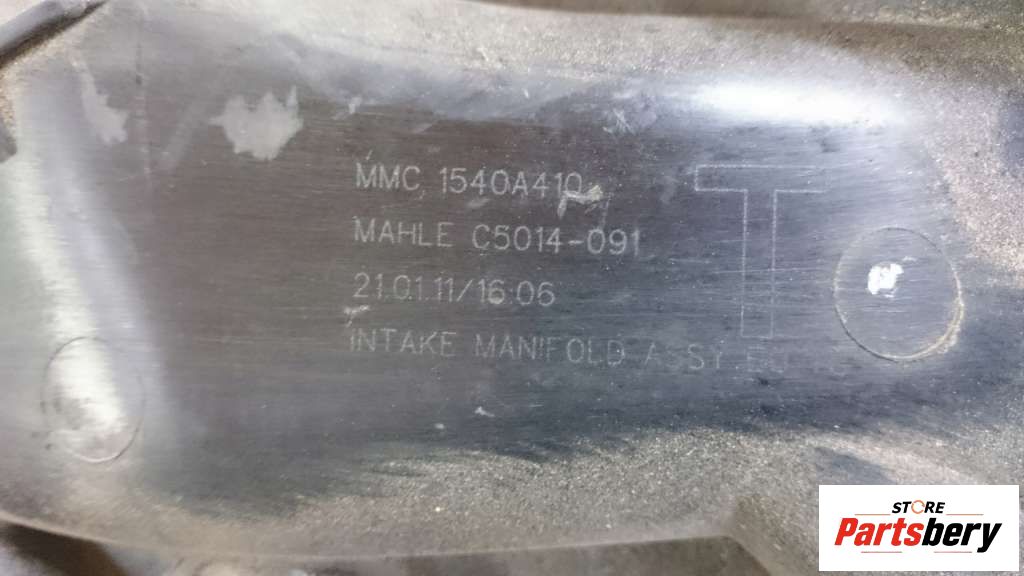 MMC 1540A410
MAHLE C5014-091
21.01.11/16:06
INTAKE MANIFOLD ASSY
T
STORE
Partsbery